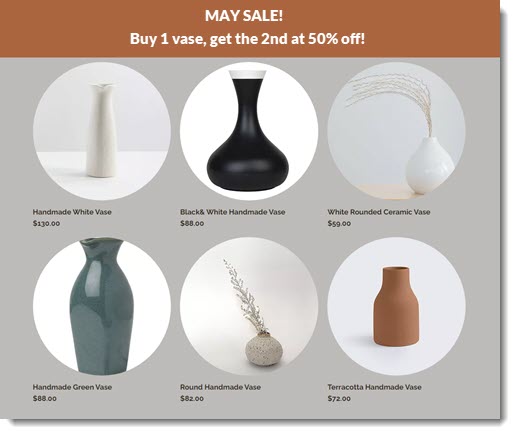 MAY SALE!
Buy 1 vase, get the 2nd at 50% off!
Handmade White Vase
$130.00
Black& White Handmade Vase
$88.00
White Rounded Ceramic Vase
$59.00
Handmade Green Vase
$88.00
Round Handmade Vase
$82.00
Terracotta Handmade Vase
$72.00